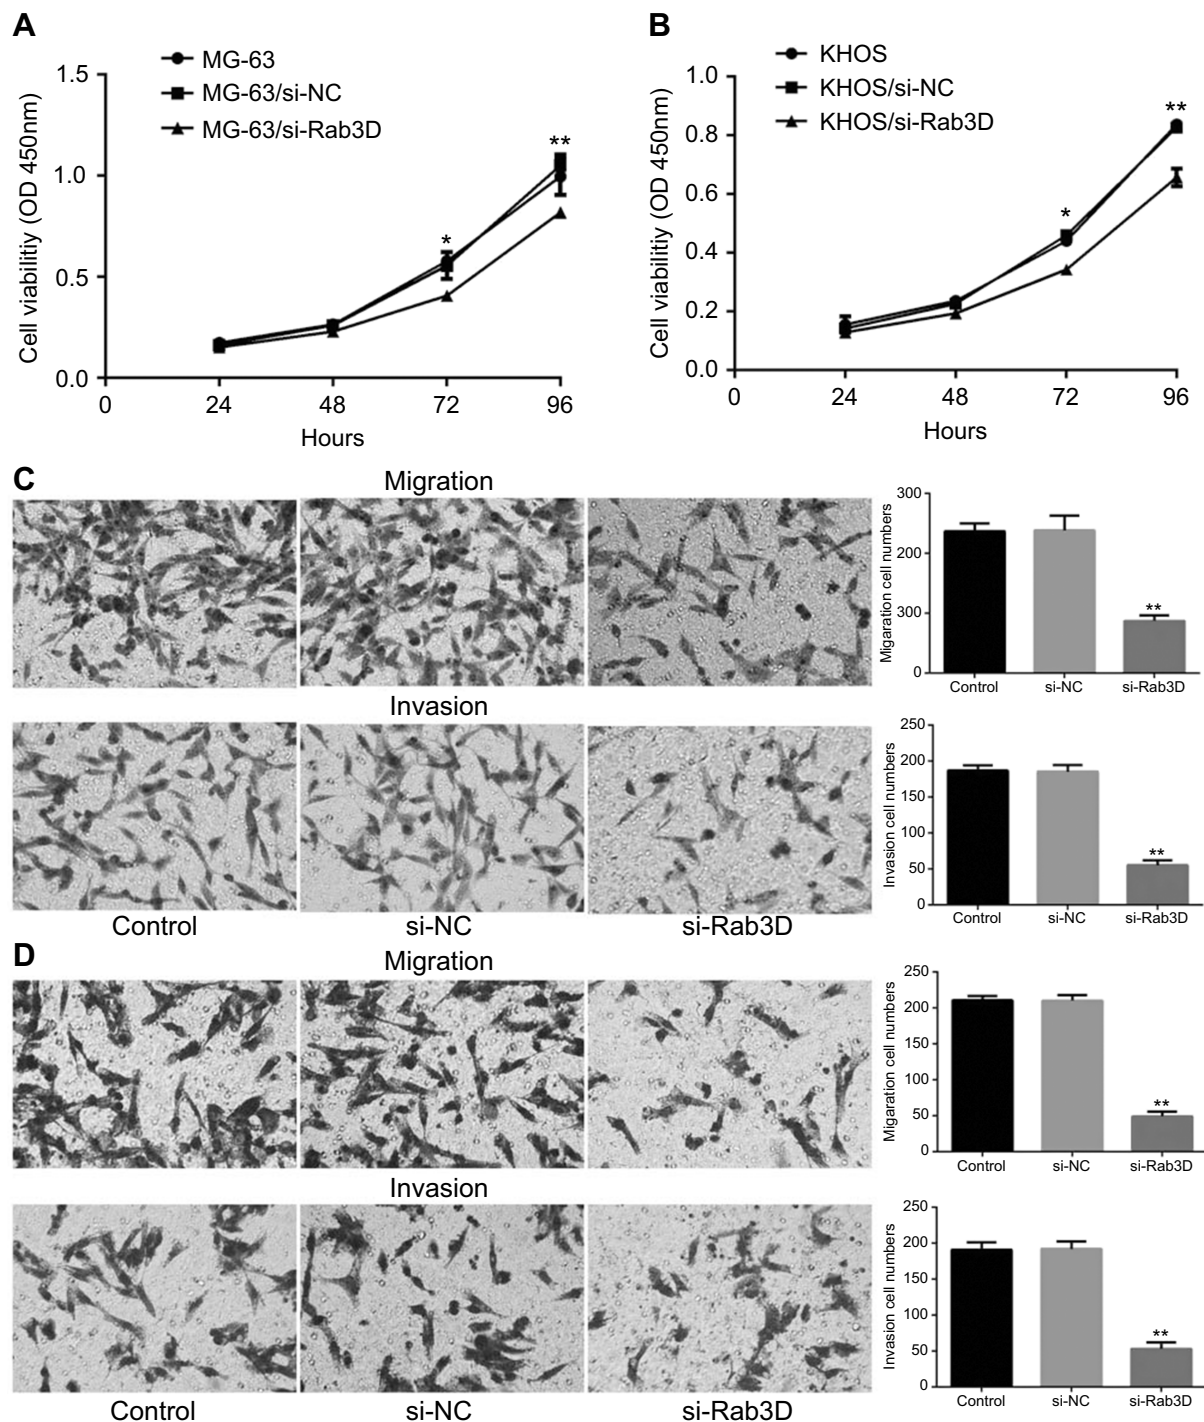 A
MG-63
MG-63/si-NC
MG-63/si-Rab3D
Cell viabilitiy (OD 450nm)
1.5
1.0
0.5
0.0
*
**
0 24 48 72 96
Hours
B
KHOS
KHOS/si-NC
KHOS/si-Rab3D
Cell viabilitiy (OD 450nm)
1.0
0.8
0.6
0.4
0.2
0.0
*
**
0 24 48 72 96
Hours
C
Migration
Migaration cell numbers
300
200
300
0
**
Control si-NC si-Rab3D
Invasion
Invasion cell numbers
250
200
150
100
50
0
**
Control si-NC si-Rab3D
Control si-NC si-Rab3D
D
Migration
Migaration cell numbers
250
200
150
100
50
0
**
Control si-NC si-Rab3D
Invasion
Invasion cell numbers
250
200
150
100
50
0
**
Control si-NC si-Rab3D
Control si-NC si-Rab3D